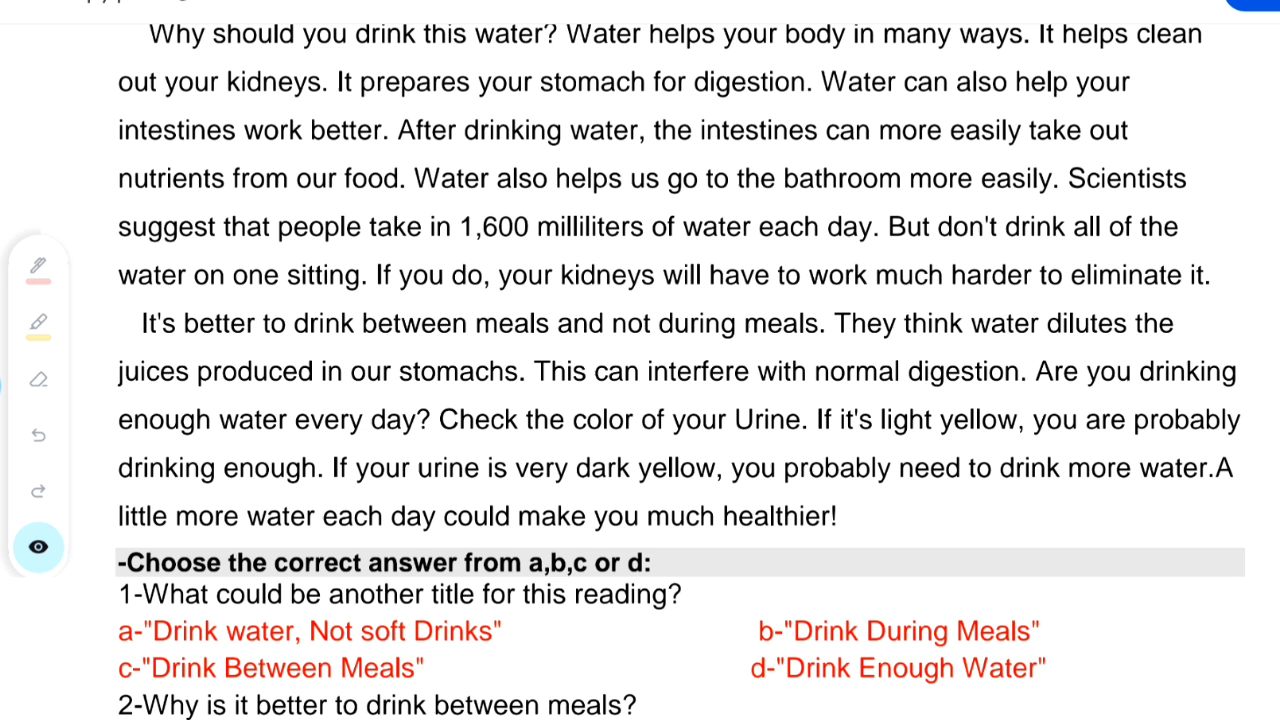 Why should you drink this water? Water helps your body in many ways. It helps clean
out your kidneys. It prepares your stomach for digestion. Water can also help your
intestines work better. After drinking water, the intestines can more easily take out
nutrients from our food. Water also helps us go to the bathroom more easily. Scientists
suggest that people take in 1,600 milliliters of water each day. But don't drink all of the
water on one sitting. If you do, your kidneys will have to work much harder to eliminate it.
It's better to drink between meals and not during meals. They think water dilutes the
juices produced in our stomachs. This can interfere with normal digestion. Are you drinking
enough water every day? Check the color of your Urine. If it's light yellow, you are probably
drinking enough. If your urine is very dark yellow, you probably need to drink more water.A
little more water each day could make you much healthier!
-Choose the correct answer from a,b,c or d:
1-What could be another title for this reading?
a-"Drink water, Not soft Drinks" b-"Drink During Meals"
c-"Drink Between Meals" d-"Drink Enough Water"
2-Why is it better to drink between meals?